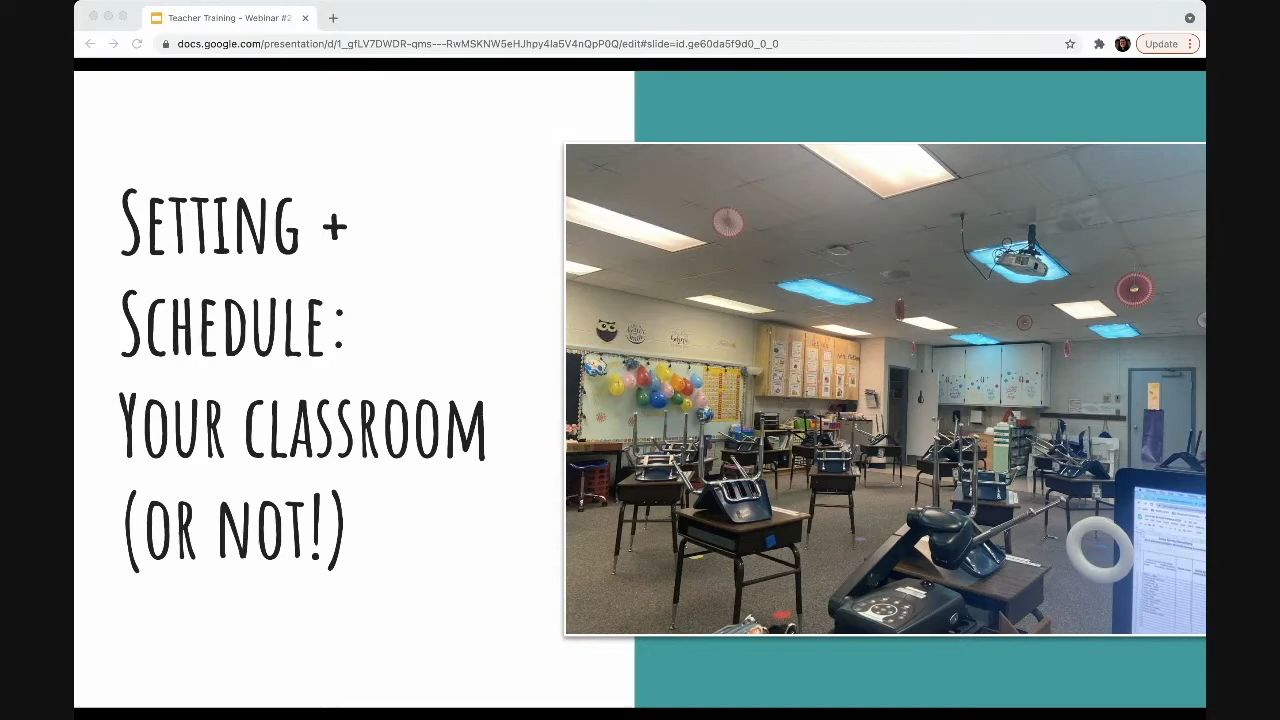 Teacher Training - Webinar #2
docs.google.com/presentation/d/1_gfLV7DWDR-qms---RwMSKNW5eHJhpy4Ia5V4nQpP0Q/edit#slide=id.ge60da5f9d0_0_0
Update
Setting +
Schedule:
Your classroom
(or not!)